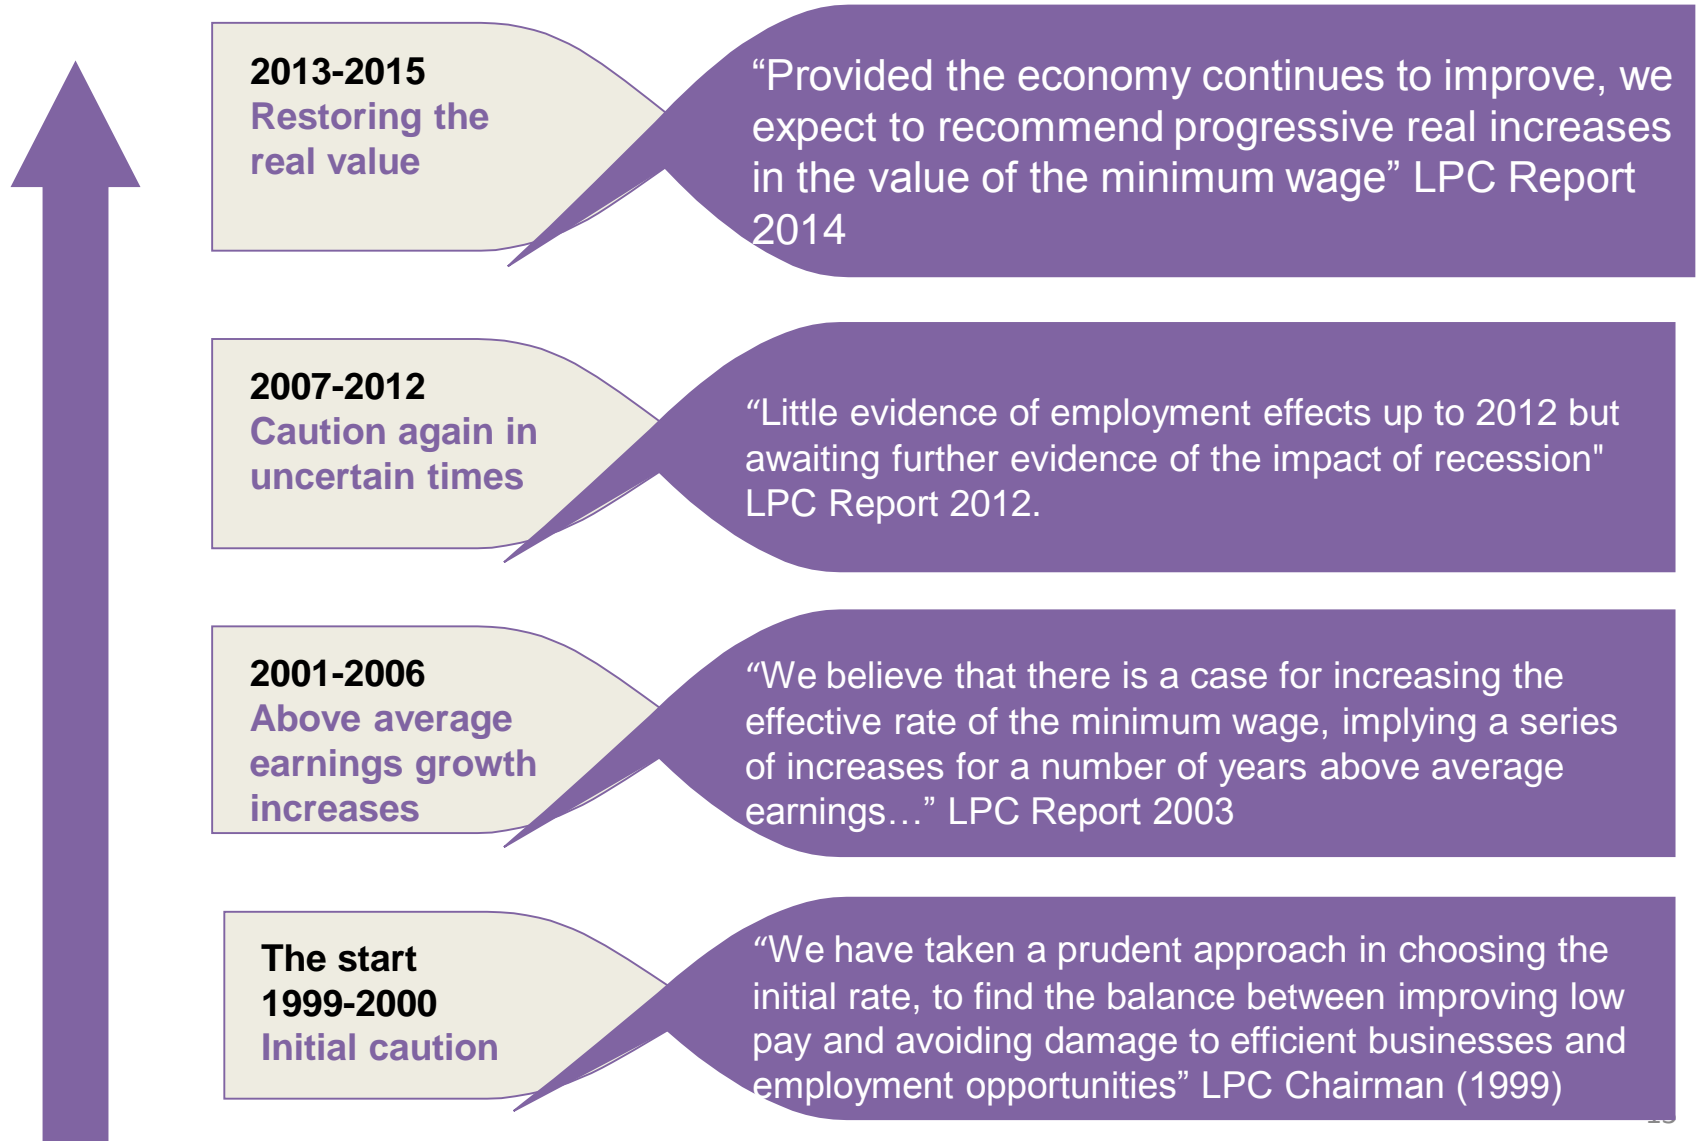 2013-2015
Restoring the
real value
“Provided the economy continues to improve, we
expect to recommend progressive real increases
in the value of the minimum wage” LPC Report
2014
2007-2012
Caution again in
uncertain times
“Little evidence of employment effects up to 2012 but
awaiting further evidence of the impact of recession"
LPC Report 2012.
2001-2006
Above average
earnings growth
increases
“We believe that there is a case for increasing the
effective rate of the minimum wage, implying a series
of increases for a number of years above average
earnings…” LPC Report 2003
The start
1999-2000
Initial caution
“We have taken a prudent approach in choosing the
initial rate, to find the balance between improving low
pay and avoiding damage to efficient businesses and
employment opportunities” LPC Chairman (1999)